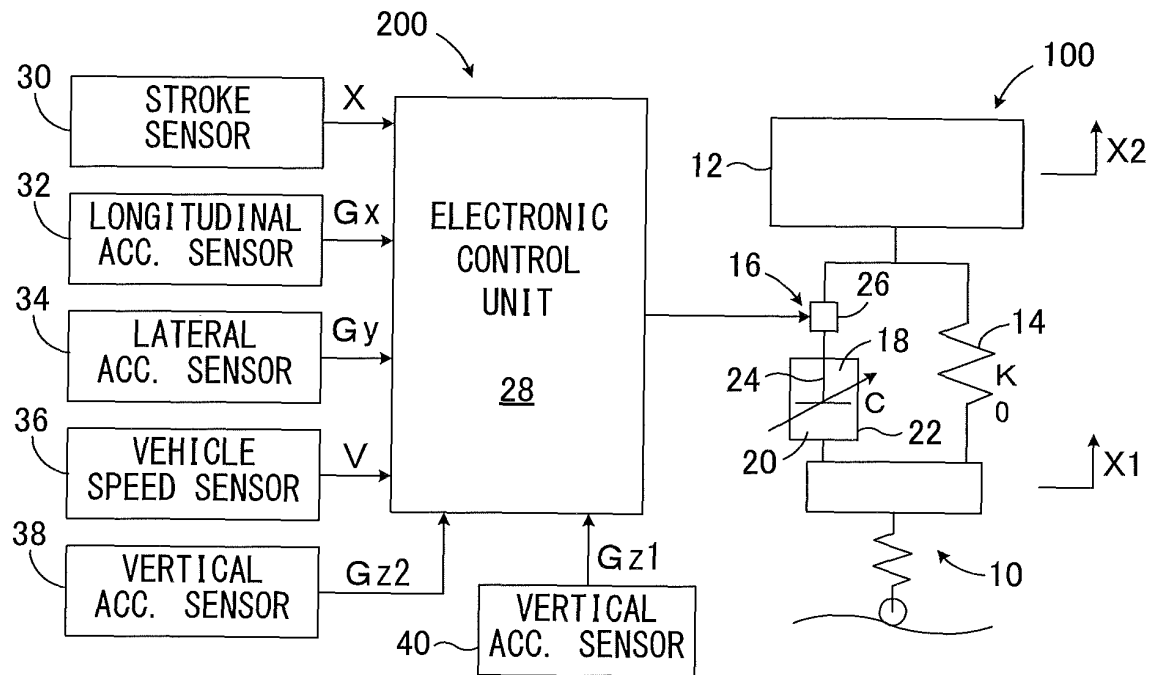 200
100
30
STROKE
SENSOR
X
32
LONGITUDINAL
ACC. SENSOR
Gx
34
LATERAL
ACC. SENSOR
Gy
36
VEHICLE
SPEED SENSOR
V
38
VERTICAL
ACC. SENSOR
Gz2
ELECTRONIC
CONTROL
UNIT
28
Gz1
40
VERTICAL
ACC. SENSOR
12
X2
16
26
14
18
24
K
0
C
20
22
X1
10